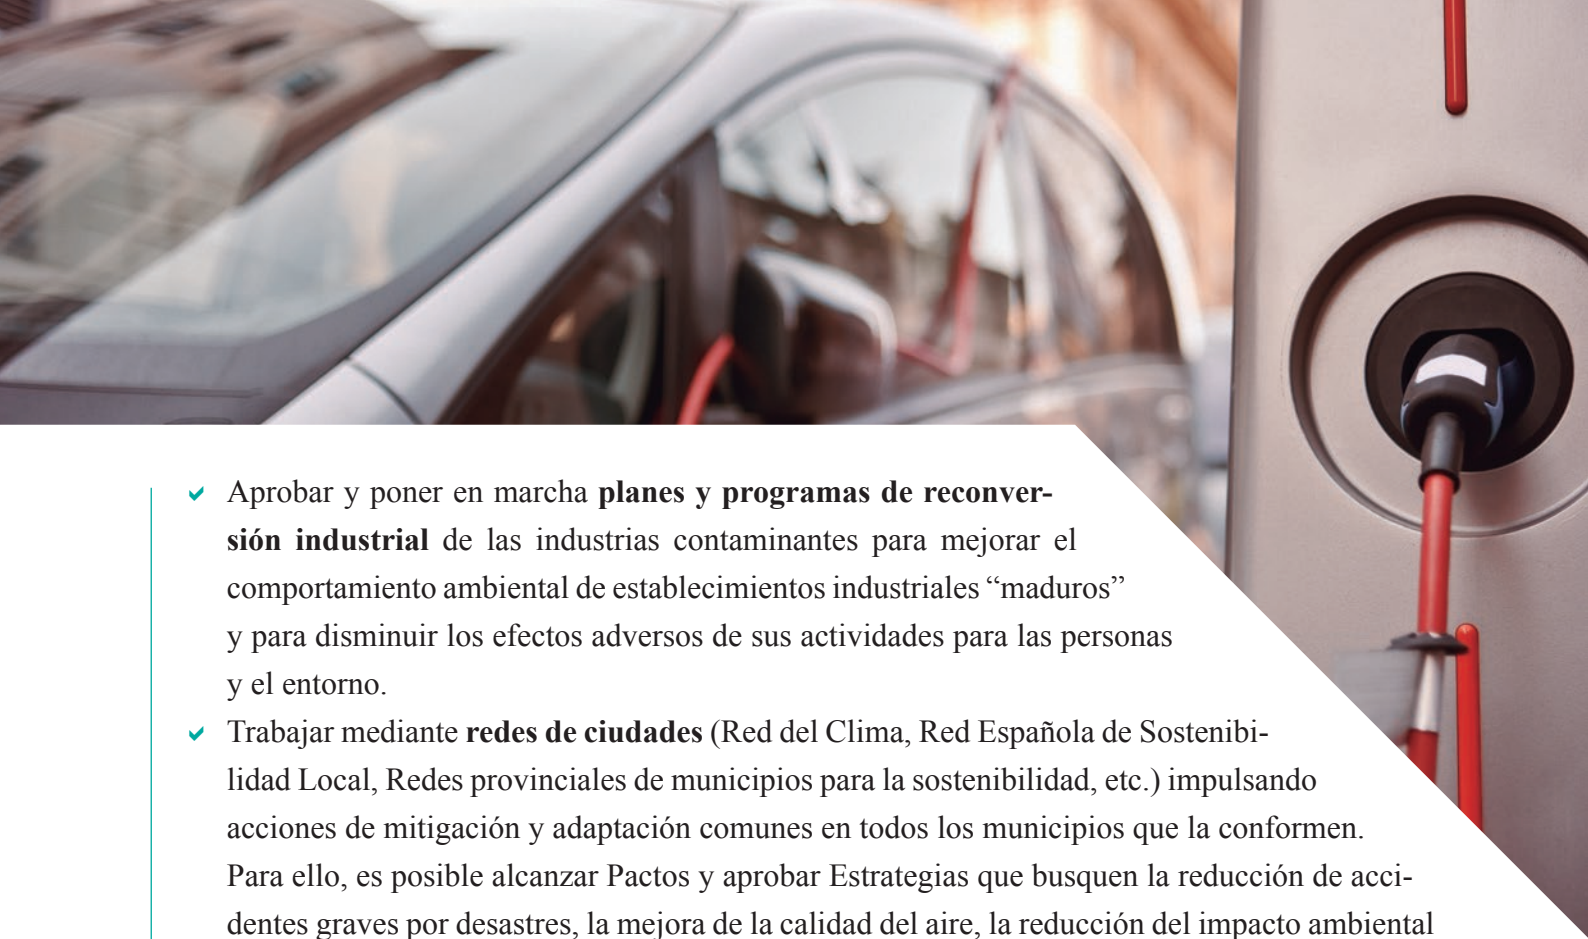 Aprobar y poner en marcha planes y programas de reconver-
sión industrial de las industrias contaminantes para mejorar el
comportamiento ambiental de establecimientos industriales “maduros”
y para disminuir los efectos adversos de sus actividades para las personas
y el entorno.
Trabajar mediante redes de ciudades (Red del Clima, Red Española de Sostenibi-
lidad Local, Redes provinciales de municipios para la sostenibilidad, etc.) impulsando
acciones de mitigación y adaptación comunes en todos los municipios que la conformen.
Para ello, es posible alcanzar Pactos y aprobar Estrategias que busquen la reducción de acci-
dentes graves por desastres, la mejora de la calidad del aire, la reducción del impacto ambiental